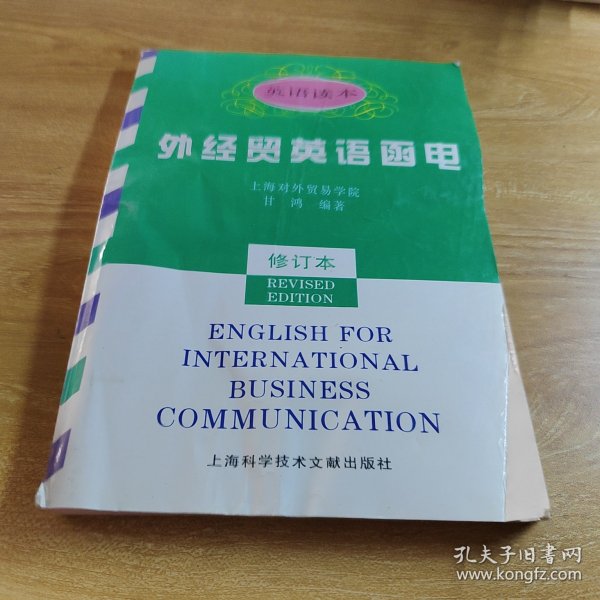 英语读本
外经贸英语函电
上海对外贸易学院
甘鸿 编著
修订本
REVISED
EDITION
ENGLISH FOR
INTERNATIONAL
BUSINESS
COMMUNICATION
上海科学技术文献出版社
孔夫子旧书网
www.kongfz.com